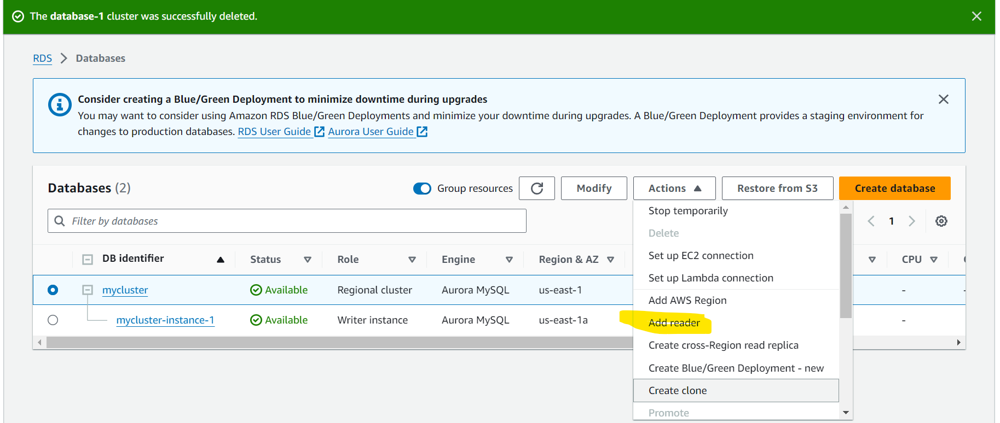 The database-1 cluster was successfully deleted.
RDS > Databases
Consider creating a Blue/Green Deployment to minimize downtime during upgrades
You may want to consider using Amazon RDS Blue/Green Deployments and minimize your downtime during upgrades. A Blue/Green Deployment provides a staging environment for
changes to production databases. RDS User Guide Aurora User Guide
Databases (2) Group resources Modify Actions Restore from S3 Create database
Filter by databases 1
DB identifier Status Role Engine Region & AZ CPU
mycluster Available Regional cluster Aurora MySQL us-east-1 -
mycluster-instance-1 Available Writer instance Aurora MySQL us-east-1a -
Stop temporarily
Delete
Set up EC2 connection
Set up Lambda connection
Add AWS Region
Add reader
Create cross-Region read replica
Create Blue/Green Deployment - new
Create clone
Promote